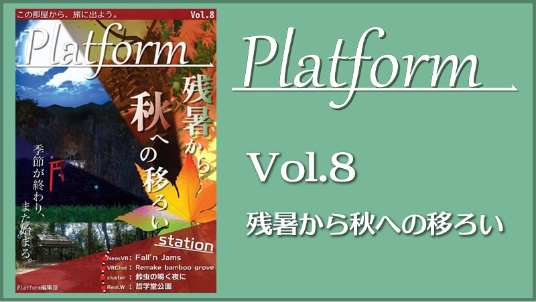 この部屋から、旅に出よう。 Vol.8
Platform
残暑から…
秋への移ろい
季節が終わり、
また始まる。
station
NeosVR : Fall'n Jams
VRChat : Remake bamboo grove
cluster : 鈴虫の鳴く夜に
Real.W : 哲学堂公園
Platform編集部
Platform
Vol.8
残暑から秋への移ろい